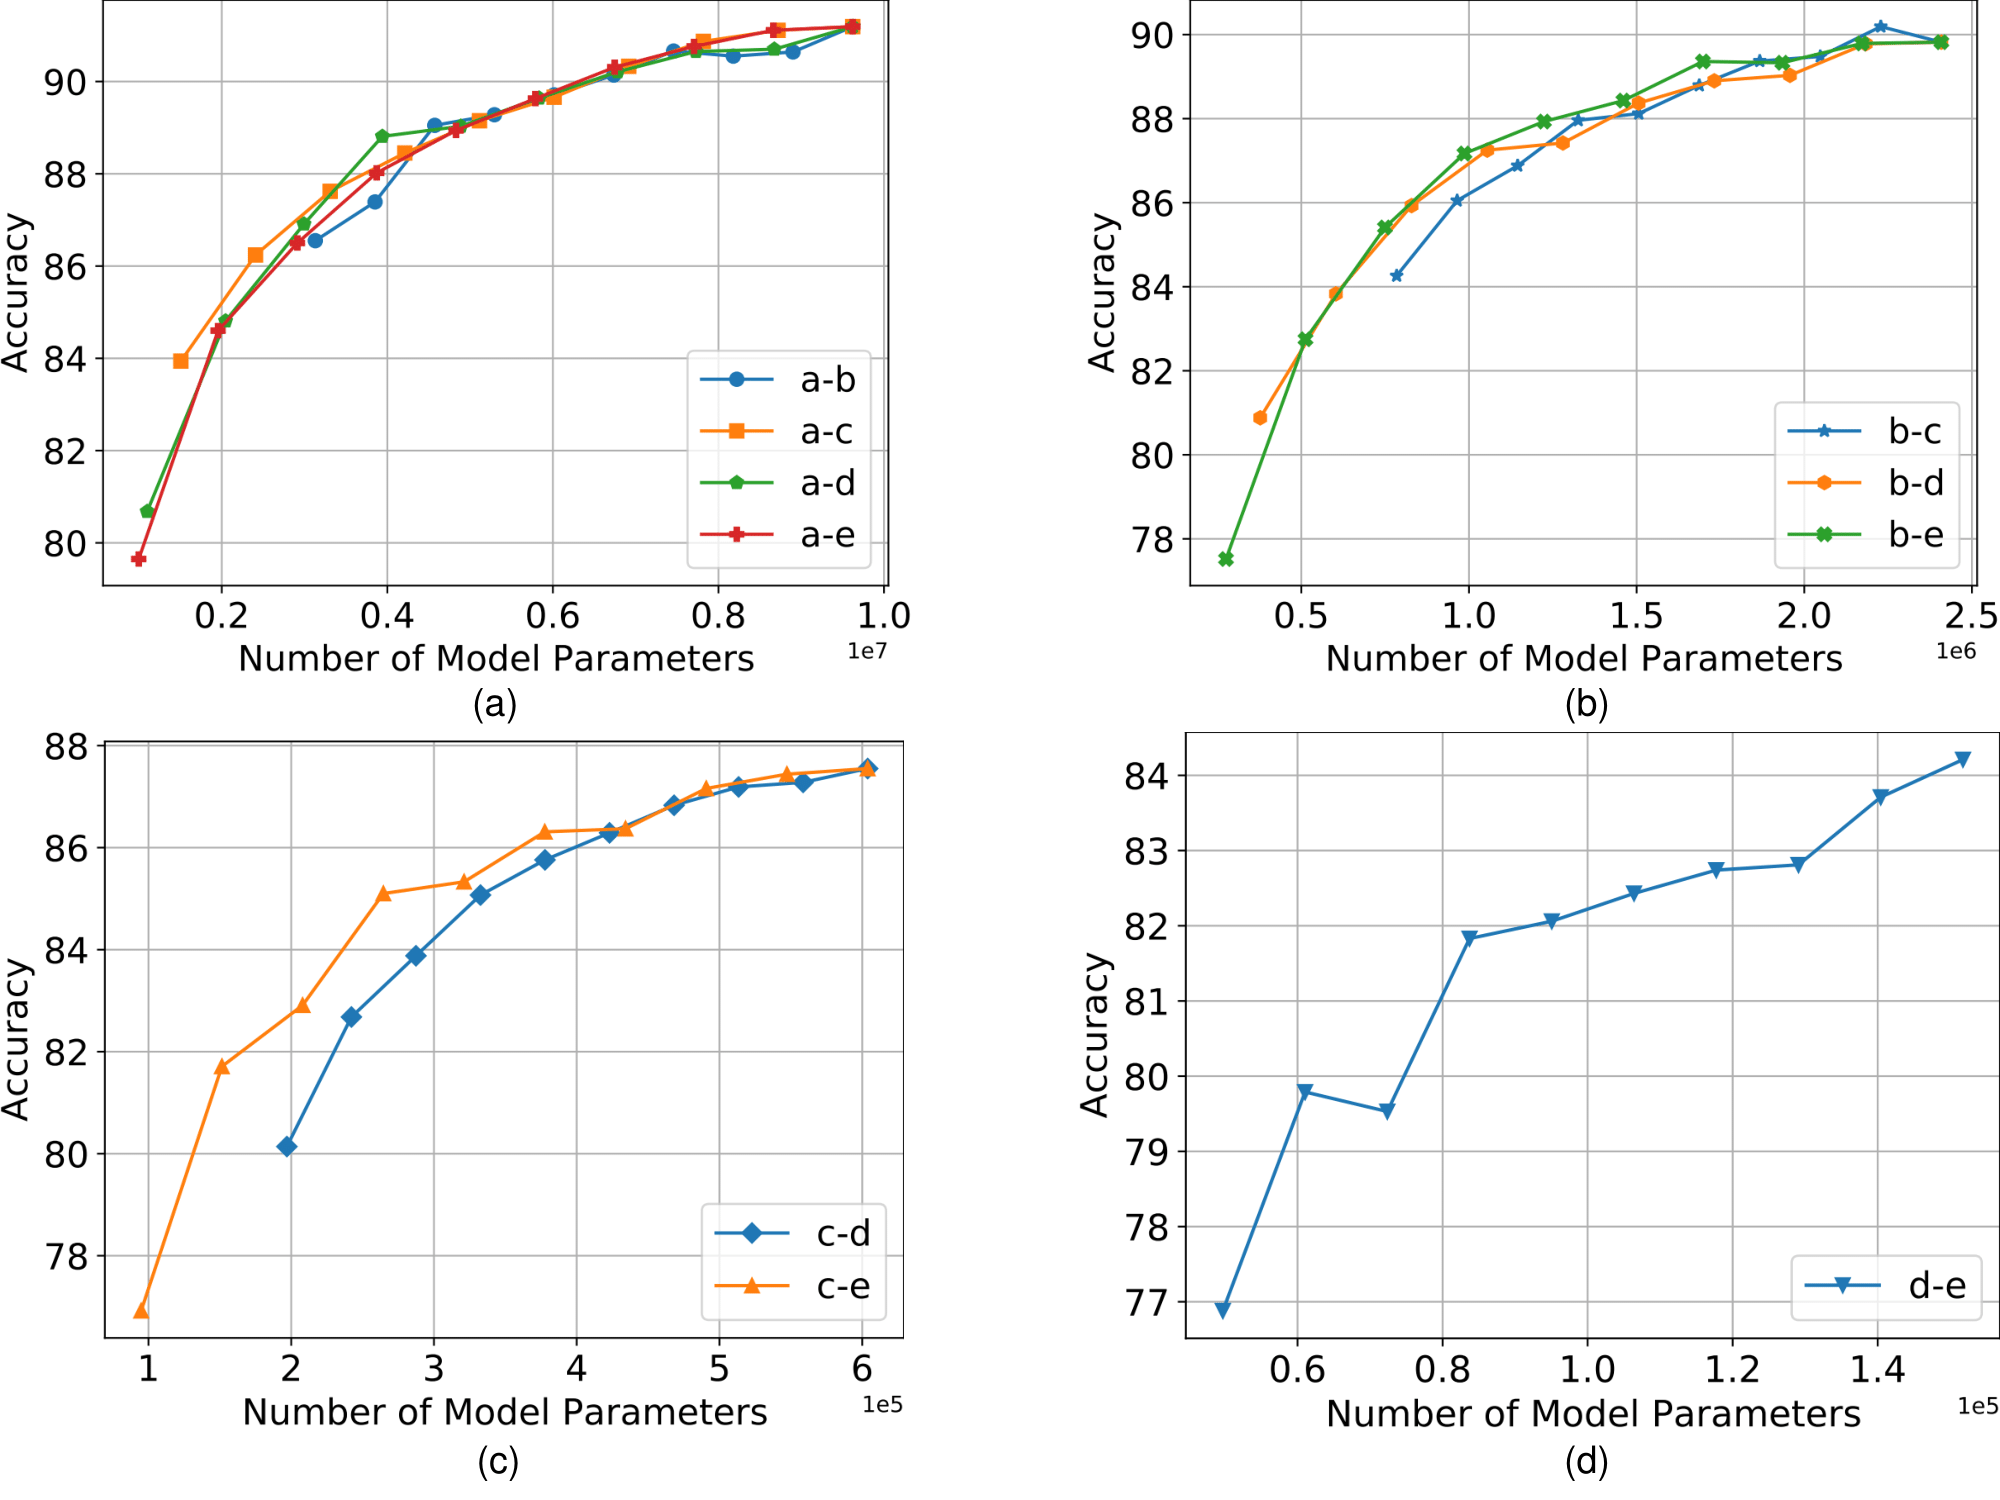 90
88
86
84
82
80
Accuracy
a-b
a-c
a-d
a-e
0.2 0.4 0.6 0.8 1.0
Number of Model Parameters
1e7
(a)
90
88
86
84
82
80
78
Accuracy
b-c
b-d
b-e
0.5 1.0 1.5 2.0 2.5
Number of Model Parameters
1e6
(b)
88
86
84
82
80
78
Accuracy
c-d
c-e
1 2 3 4 5 6
Number of Model Parameters
1e5
(c)
84
83
82
81
80
79
78
77
Accuracy
d-e
0.6 0.8 1.0 1.2 1.4
Number of Model Parameters
1e5
(d)